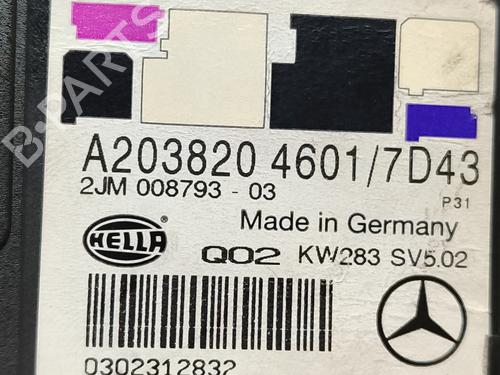 B-PARTS
A203820 4601/7D43
2JM 008793 - 03
P31
Made in Germany
HELLA
Q02 KW283 SV5.02
0302312832